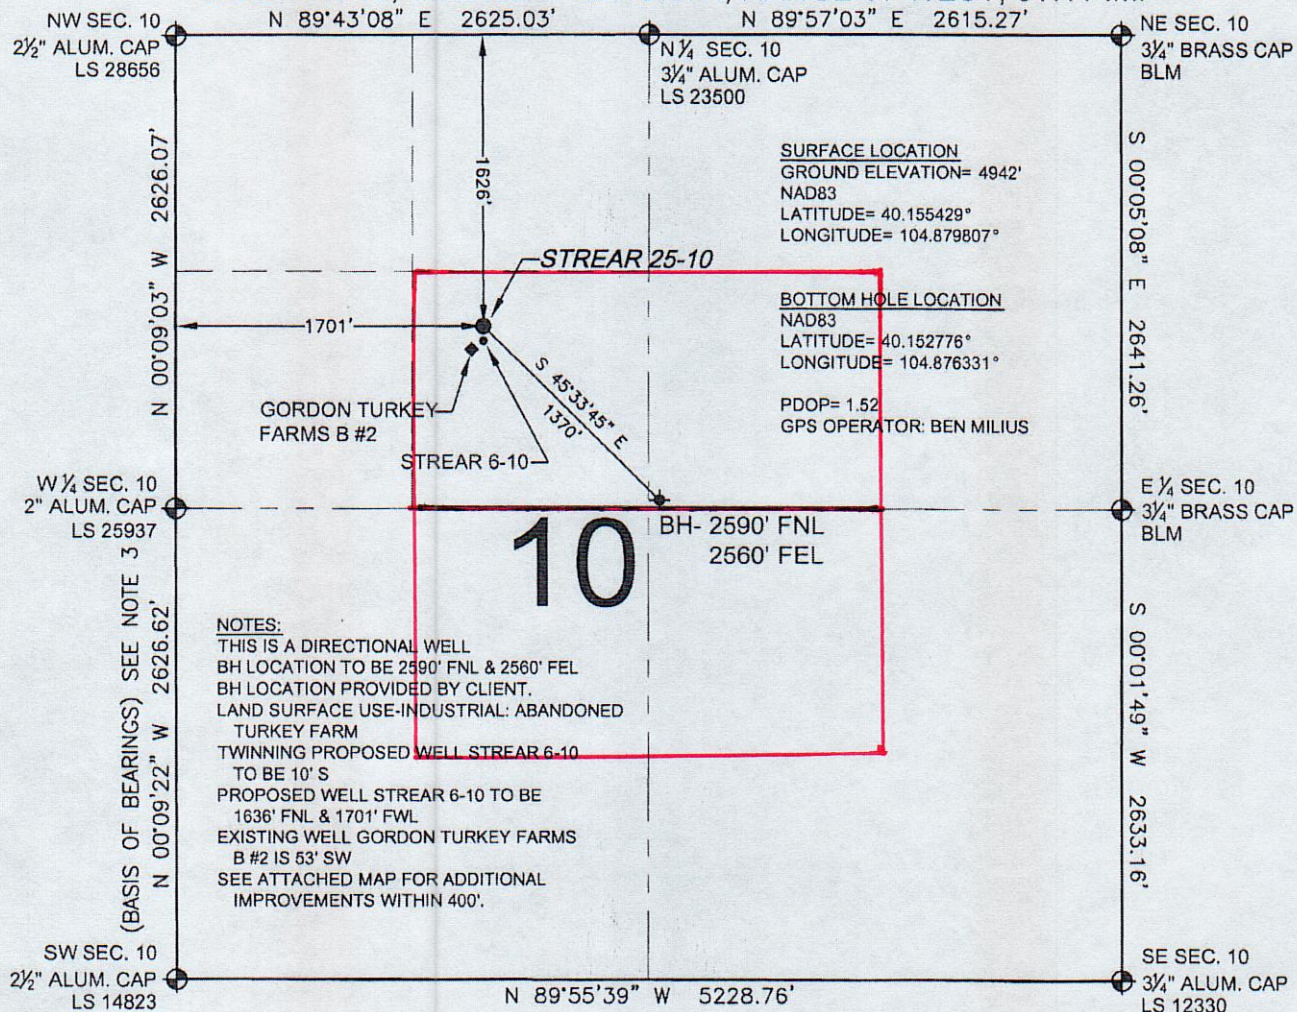 N 89°43'08" E 2625.03'
N 89°57'03" E 2615.27'
NW SEC. 10
2½" ALUM. CAP
LS 28656
N ¼ SEC. 10
3¼" ALUM. CAP
LS 23500
NE SEC. 10
3¼" BRASS CAP
BLM
N 00°09'03" W 2626.07'
1626'
SURFACE LOCATION
GROUND ELEVATION= 4942'
NAD83
LATITUDE= 40.155429°
LONGITUDE= 104.879807°
S 00°05'08" E 2641.26'
STREAR 25-10
1701'
BOTTOM HOLE LOCATION
NAD83
LATITUDE= 40.152776°
LONGITUDE= 104.876331°
PDOP= 1.52
GPS OPERATOR: BEN MILIUS
S 45°33'45" E
1370'
GORDON TURKEY
FARMS B #2
STREAR 6-10
W ¼ SEC. 10
2" ALUM. CAP
LS 25937
E ¼ SEC. 10
3¼" BRASS CAP
BLM
10
BH- 2590' FNL
2560' FEL
(BASIS OF BEARINGS) SEE NOTE 3
N 00°09'22" W 2626.62'
NOTES:
THIS IS A DIRECTIONAL WELL
BH LOCATION TO BE 2590' FNL & 2560' FEL
BH LOCATION PROVIDED BY CLIENT.
LAND SURFACE USE-INDUSTRIAL: ABANDONED
TURKEY FARM
TWINNING PROPOSED WELL STREAR 6-10
TO BE 10' S
PROPOSED WELL STREAR 6-10 TO BE
1636' FNL & 1701' FWL
EXISTING WELL GORDON TURKEY FARMS
B #2 IS 53' SW
SEE ATTACHED MAP FOR ADDITIONAL
IMPROVEMENTS WITHIN 400'.
S 00°01'49" W 2633.16'
SW SEC. 10
2½" ALUM. CAP
LS 14823
N 89°55'39" W 5228.76'
SE SEC. 10
3¼" ALUM. CAP
LS 12330